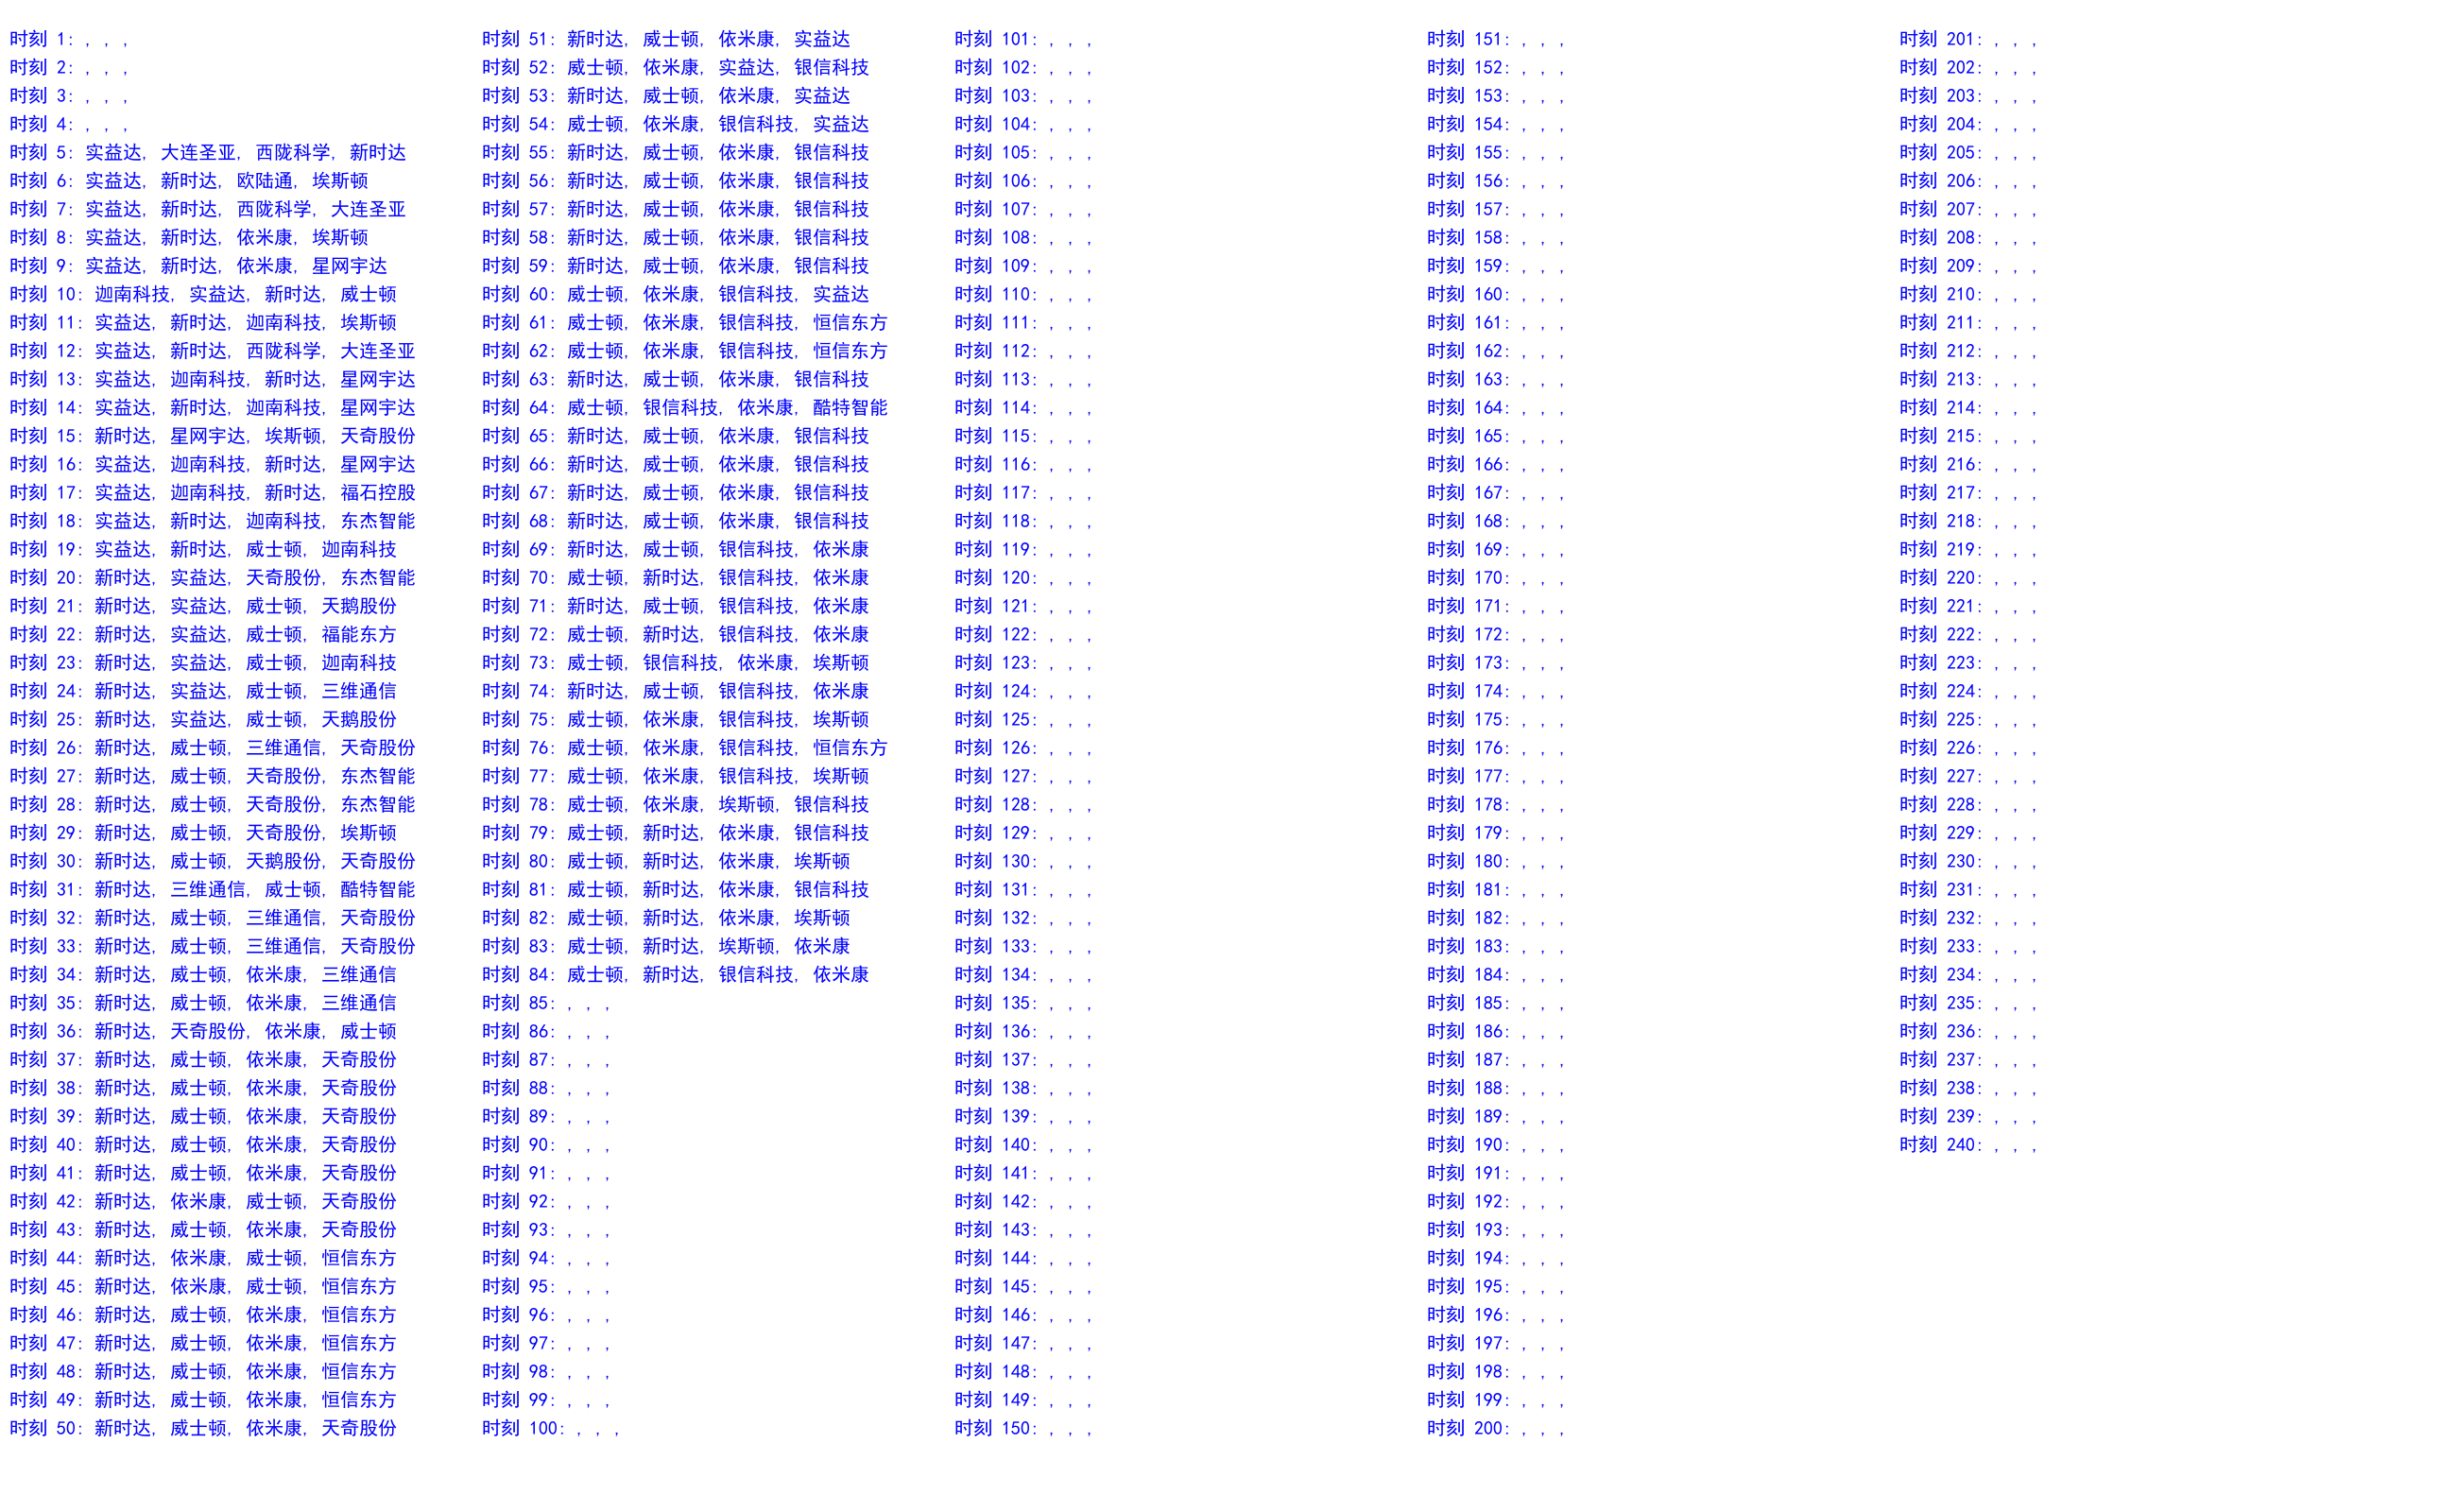 时刻 1: , , ,
时刻 2: , , ,
时刻 3: , , ,
时刻 4: , , ,
时刻 5: 实益达, 大连圣亚, 西陇科学, 新时达
时刻 6: 实益达, 新时达, 欧陆通, 埃斯顿
时刻 7: 实益达, 新时达, 西陇科学, 大连圣亚
时刻 8: 实益达, 新时达, 依米康, 埃斯顿
时刻 9: 实益达, 新时达, 依米康, 星网宇达
时刻 10: 迦南科技, 实益达, 新时达, 威士顿
时刻 11: 实益达, 新时达, 迦南科技, 埃斯顿
时刻 12: 实益达, 新时达, 西陇科学, 大连圣亚
时刻 13: 实益达, 迦南科技, 新时达, 星网宇达
时刻 14: 实益达, 新时达, 迦南科技, 星网宇达
时刻 15: 新时达, 星网宇达, 埃斯顿, 天奇股份
时刻 16: 实益达, 迦南科技, 新时达, 星网宇达
时刻 17: 实益达, 迦南科技, 新时达, 福石控股
时刻 18: 实益达, 新时达, 迦南科技, 东杰智能
时刻 19: 实益达, 新时达, 威士顿, 迦南科技
时刻 20: 新时达, 实益达, 天奇股份, 东杰智能
时刻 21: 新时达, 实益达, 威士顿, 天鹅股份
时刻 22: 新时达, 实益达, 威士顿, 福能东方
时刻 23: 新时达, 实益达, 威士顿, 迦南科技
时刻 24: 新时达, 实益达, 威士顿, 三维通信
时刻 25: 新时达, 实益达, 威士顿, 天鹅股份
时刻 26: 新时达, 威士顿, 三维通信, 天奇股份
时刻 27: 新时达, 威士顿, 天奇股份, 东杰智能
时刻 28: 新时达, 威士顿, 天奇股份, 东杰智能
时刻 29: 新时达, 威士顿, 天奇股份, 埃斯顿
时刻 30: 新时达, 威士顿, 天鹅股份, 天奇股份
时刻 31: 新时达, 三维通信, 威士顿, 酷特智能
时刻 32: 新时达, 威士顿, 三维通信, 天奇股份
时刻 33: 新时达, 威士顿, 三维通信, 天奇股份
时刻 34: 新时达, 威士顿, 依米康, 三维通信
时刻 35: 新时达, 威士顿, 依米康, 三维通信
时刻 36: 新时达, 天奇股份, 依米康, 威士顿
时刻 37: 新时达, 威士顿, 依米康, 天奇股份
时刻 38: 新时达, 威士顿, 依米康, 天奇股份
时刻 39: 新时达, 威士顿, 依米康, 天奇股份
时刻 40: 新时达, 威士顿, 依米康, 天奇股份
时刻 41: 新时达, 威士顿, 依米康, 天奇股份
时刻 42: 新时达, 依米康, 威士顿, 天奇股份
时刻 43: 新时达, 威士顿, 依米康, 天奇股份
时刻 44: 新时达, 依米康, 威士顿, 恒信东方
时刻 45: 新时达, 依米康, 威士顿, 恒信东方
时刻 46: 新时达, 威士顿, 依米康, 恒信东方
时刻 47: 新时达, 威士顿, 依米康, 恒信东方
时刻 48: 新时达, 威士顿, 依米康, 恒信东方
时刻 49: 新时达, 威士顿, 依米康, 恒信东方
时刻 50: 新时达, 威士顿, 依米康, 天奇股份
时刻 51: 新时达, 威士顿, 依米康, 实益达
时刻 52: 威士顿, 依米康, 实益达, 银信科技
时刻 53: 新时达, 威士顿, 依米康, 实益达
时刻 54: 威士顿, 依米康, 银信科技, 实益达
时刻 55: 新时达, 威士顿, 依米康, 银信科技
时刻 56: 新时达, 威士顿, 依米康, 银信科技
时刻 57: 新时达, 威士顿, 依米康, 银信科技
时刻 58: 新时达, 威士顿, 依米康, 银信科技
时刻 59: 新时达, 威士顿, 依米康, 银信科技
时刻 60: 威士顿, 依米康, 银信科技, 实益达
时刻 61: 威士顿, 依米康, 银信科技, 恒信东方
时刻 62: 威士顿, 依米康, 银信科技, 恒信东方
时刻 63: 新时达, 威士顿, 依米康, 银信科技
时刻 64: 威士顿, 银信科技, 依米康, 酷特智能
时刻 65: 新时达, 威士顿, 依米康, 银信科技
时刻 66: 新时达, 威士顿, 依米康, 银信科技
时刻 67: 新时达, 威士顿, 依米康, 银信科技
时刻 68: 新时达, 威士顿, 依米康, 银信科技
时刻 69: 新时达, 威士顿, 银信科技, 依米康
时刻 70: 威士顿, 新时达, 银信科技, 依米康
时刻 71: 新时达, 威士顿, 银信科技, 依米康
时刻 72: 威士顿, 新时达, 银信科技, 依米康
时刻 73: 威士顿, 银信科技, 依米康, 埃斯顿
时刻 74: 新时达, 威士顿, 银信科技, 依米康
时刻 75: 威士顿, 依米康, 银信科技, 埃斯顿
时刻 76: 威士顿, 依米康, 银信科技, 恒信东方
时刻 77: 威士顿, 依米康, 银信科技, 埃斯顿
时刻 78: 威士顿, 依米康, 埃斯顿, 银信科技
时刻 79: 威士顿, 新时达, 依米康, 银信科技
时刻 80: 威士顿, 新时达, 依米康, 埃斯顿
时刻 81: 威士顿, 新时达, 依米康, 银信科技
时刻 82: 威士顿, 新时达, 依米康, 埃斯顿
时刻 83: 威士顿, 新时达, 埃斯顿, 依米康
时刻 84: 威士顿, 新时达, 银信科技, 依米康
时刻 85: , , ,
时刻 86: , , ,
时刻 87: , , ,
时刻 88: , , ,
时刻 89: , , ,
时刻 90: , , ,
时刻 91: , , ,
时刻 92: , , ,
时刻 93: , , ,
时刻 94: , , ,
时刻 95: , , ,
时刻 96: , , ,
时刻 97: , , ,
时刻 98: , , ,
时刻 99: , , ,
时刻 100: , , ,
时刻 101: , , ,
时刻 102: , , ,
时刻 103: , , ,
时刻 104: , , ,
时刻 105: , , ,
时刻 106: , , ,
时刻 107: , , ,
时刻 108: , , ,
时刻 109: , , ,
时刻 110: , , ,
时刻 111: , , ,
时刻 112: , , ,
时刻 113: , , ,
时刻 114: , , ,
时刻 115: , , ,
时刻 116: , , ,
时刻 117: , , ,
时刻 118: , , ,
时刻 119: , , ,
时刻 120: , , ,
时刻 121: , , ,
时刻 122: , , ,
时刻 123: , , ,
时刻 124: , , ,
时刻 125: , , ,
时刻 126: , , ,
时刻 127: , , ,
时刻 128: , , ,
时刻 129: , , ,
时刻 130: , , ,
时刻 131: , , ,
时刻 132: , , ,
时刻 133: , , ,
时刻 134: , , ,
时刻 135: , , ,
时刻 136: , , ,
时刻 137: , , ,
时刻 138: , , ,
时刻 139: , , ,
时刻 140: , , ,
时刻 141: , , ,
时刻 142: , , ,
时刻 143: , , ,
时刻 144: , , ,
时刻 145: , , ,
时刻 146: , , ,
时刻 147: , , ,
时刻 148: , , ,
时刻 149: , , ,
时刻 150: , , ,
时刻 151: , , ,
时刻 152: , , ,
时刻 153: , , ,
时刻 154: , , ,
时刻 155: , , ,
时刻 156: , , ,
时刻 157: , , ,
时刻 158: , , ,
时刻 159: , , ,
时刻 160: , , ,
时刻 161: , , ,
时刻 162: , , ,
时刻 163: , , ,
时刻 164: , , ,
时刻 165: , , ,
时刻 166: , , ,
时刻 167: , , ,
时刻 168: , , ,
时刻 169: , , ,
时刻 170: , , ,
时刻 171: , , ,
时刻 172: , , ,
时刻 173: , , ,
时刻 174: , , ,
时刻 175: , , ,
时刻 176: , , ,
时刻 177: , , ,
时刻 178: , , ,
时刻 179: , , ,
时刻 180: , , ,
时刻 181: , , ,
时刻 182: , , ,
时刻 183: , , ,
时刻 184: , , ,
时刻 185: , , ,
时刻 186: , , ,
时刻 187: , , ,
时刻 188: , , ,
时刻 189: , , ,
时刻 190: , , ,
时刻 191: , , ,
时刻 192: , , ,
时刻 193: , , ,
时刻 194: , , ,
时刻 195: , , ,
时刻 196: , , ,
时刻 197: , , ,
时刻 198: , , ,
时刻 199: , , ,
时刻 200: , , ,
时刻 201: , , ,
时刻 202: , , ,
时刻 203: , , ,
时刻 204: , , ,
时刻 205: , , ,
时刻 206: , , ,
时刻 207: , , ,
时刻 208: , , ,
时刻 209: , , ,
时刻 210: , , ,
时刻 211: , , ,
时刻 212: , , ,
时刻 213: , , ,
时刻 214: , , ,
时刻 215: , , ,
时刻 216: , , ,
时刻 217: , , ,
时刻 218: , , ,
时刻 219: , , ,
时刻 220: , , ,
时刻 221: , , ,
时刻 222: , , ,
时刻 223: , , ,
时刻 224: , , ,
时刻 225: , , ,
时刻 226: , , ,
时刻 227: , , ,
时刻 228: , , ,
时刻 229: , , ,
时刻 230: , , ,
时刻 231: , , ,
时刻 232: , , ,
时刻 233: , , ,
时刻 234: , , ,
时刻 235: , , ,
时刻 236: , , ,
时刻 237: , , ,
时刻 238: , , ,
时刻 239: , , ,
时刻 240: , , ,